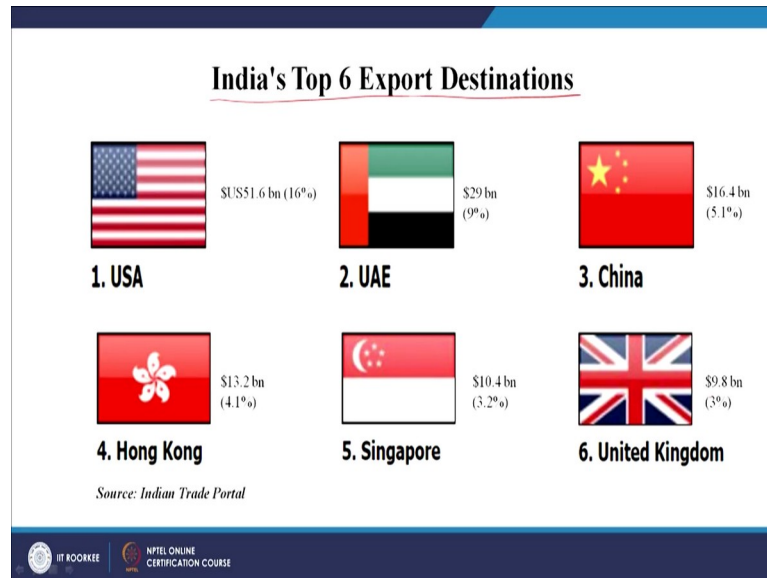 India's Top 6 Export Destinations
$US51.6 bn (16%)
$29 bn
(9%)
$16.4 bn
(5.1%)
1. USA
2. UAE
3. China
$13.2 bn
(4.1%)
$10.4 bn
(3.2%)
$9.8 bn
(3%)
4. Hong Kong
5. Singapore
6. United Kingdom
Source: Indian Trade Portal
IIT ROORKEE
NPTEL ONLINE
CERTIFICATION COURSE